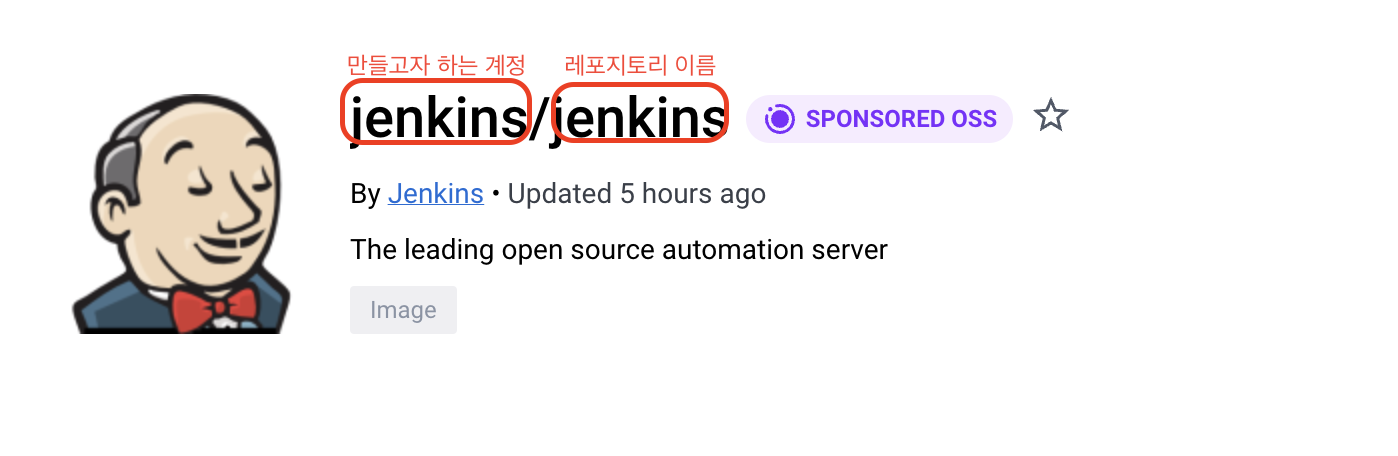 만들고자 하는 계정 레포지토리 이름
jenkins/jenkins SPONSORED OSS
By Jenkins • Updated 5 hours ago
The leading open source automation server
Image